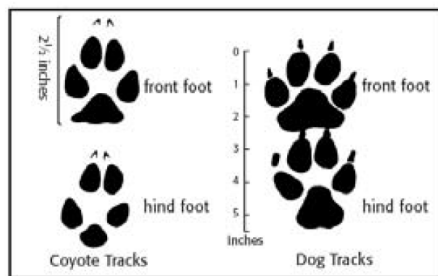 2½ inches
front foot
hind foot
Coyote Tracks
0
1
2
3
4
5
Inches
front foot
hind foot
Dog Tracks